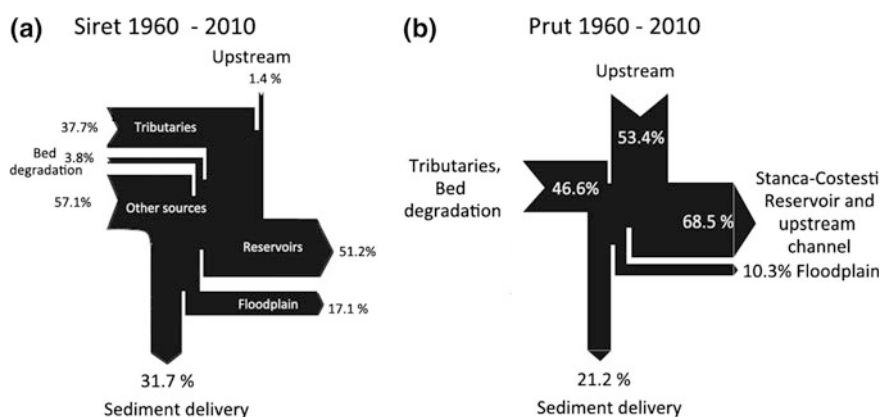 (a) Siret 1960 - 2010
Upstream
1.4 %
37.7%
Tributaries
Bed
degradation
3.8%
57.1%
Other sources
Reservoirs
51.2%
Floodplain
17.1 %
31.7 %
Sediment delivery
(b) Prut 1960 - 2010
Upstream
53.4%
Tributaries,
Bed
degradation
46.6%
68.5 %
Stanca-Costesti
Reservoir and
upstream
channel
10.3% Floodplain
21.2 %
Sediment delivery